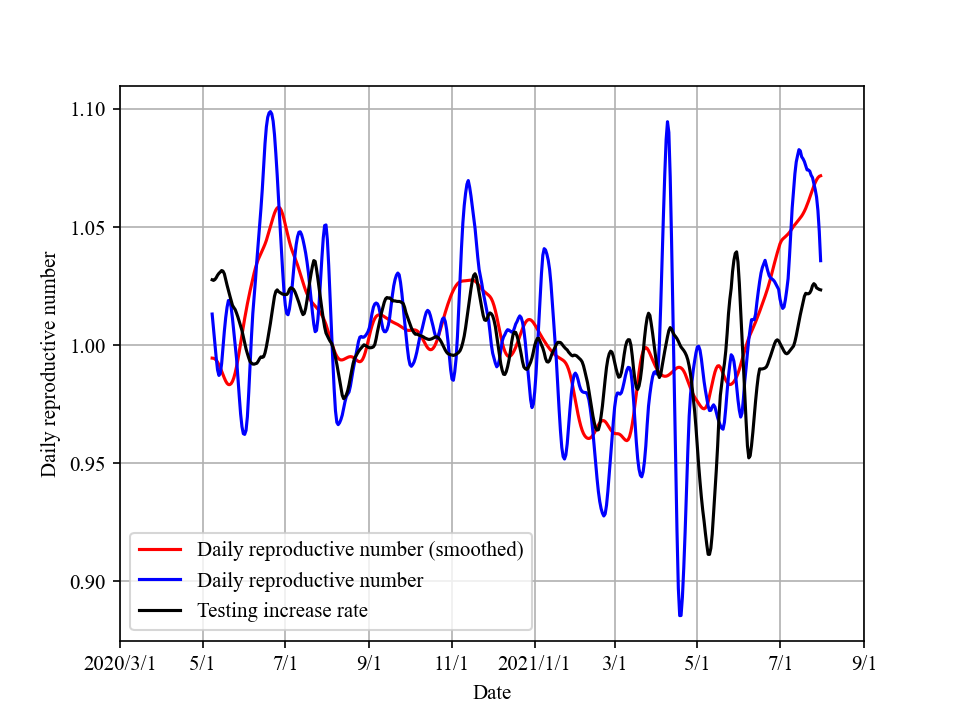 1.10
1.05
1.00
0.95
0.90
Daily reproductive number
Daily reproductive number (smoothed)
Daily reproductive number
Testing increase rate
2020/3/1 5/1 7/1 9/1 11/1 2021/1/1 3/1 5/1 7/1 9/1
Date